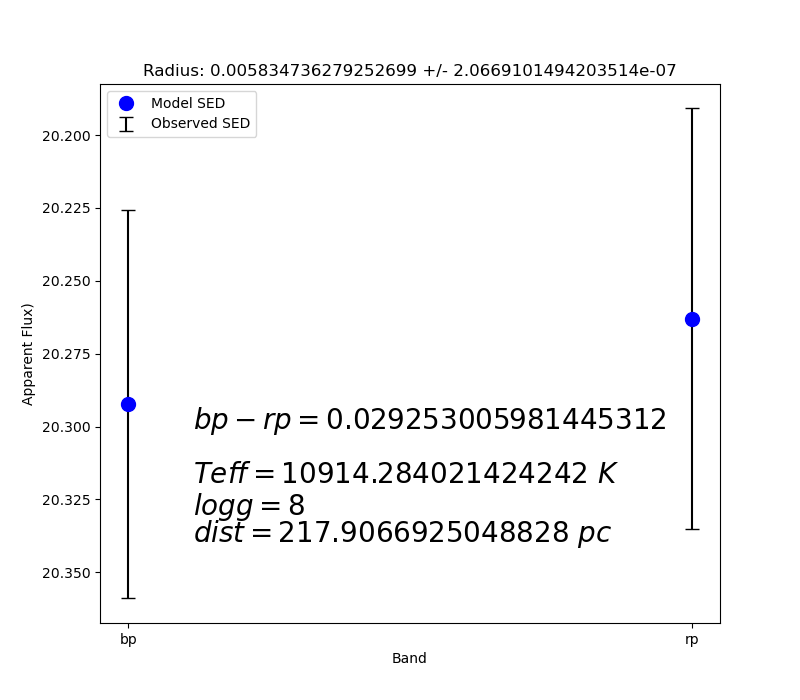 Radius: 0.005834736279252699 +/- 2.0669101494203514e-07
Model SED
Observed SED
20.200
20.225
20.250
20.275
20.300
20.325
20.350
Apparent Flux)
bp − rp = 0.029253005981445312
Teff = 10914.284021424242 K
logg = 8
dist = 217.9066925048828 pc
bp
rp
Band